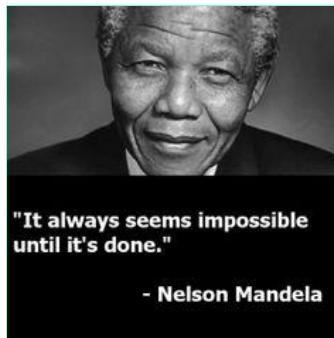 "It always seems impossible
until it's done."
- Nelson Mandela